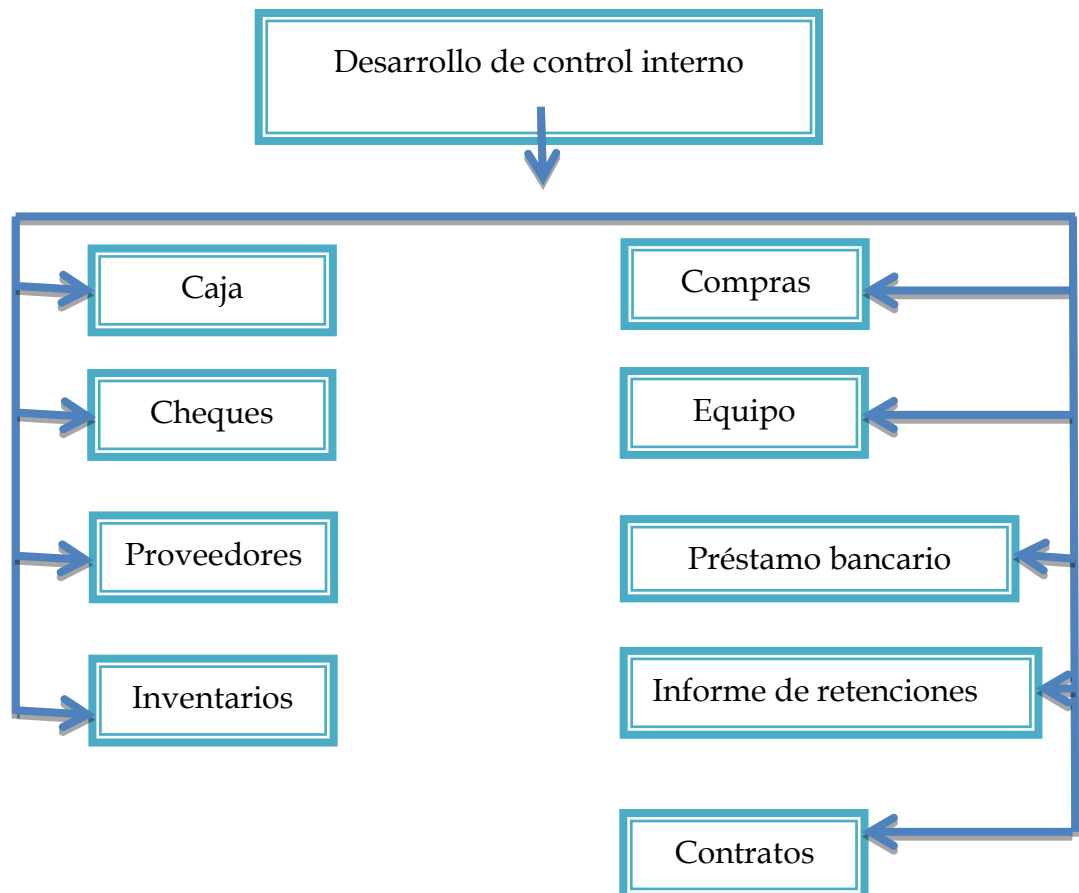 Desarrollo de control interno
Caja
Cheques
Proveedores
Inventarios
Compras
Equipo
Préstamo bancario
Informe de retenciones
Contratos